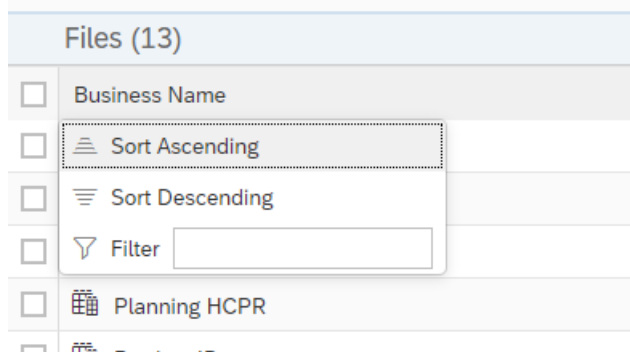 Files (13)
Business Name
Sort Ascending
Sort Descending
Filter
Planning HCPR